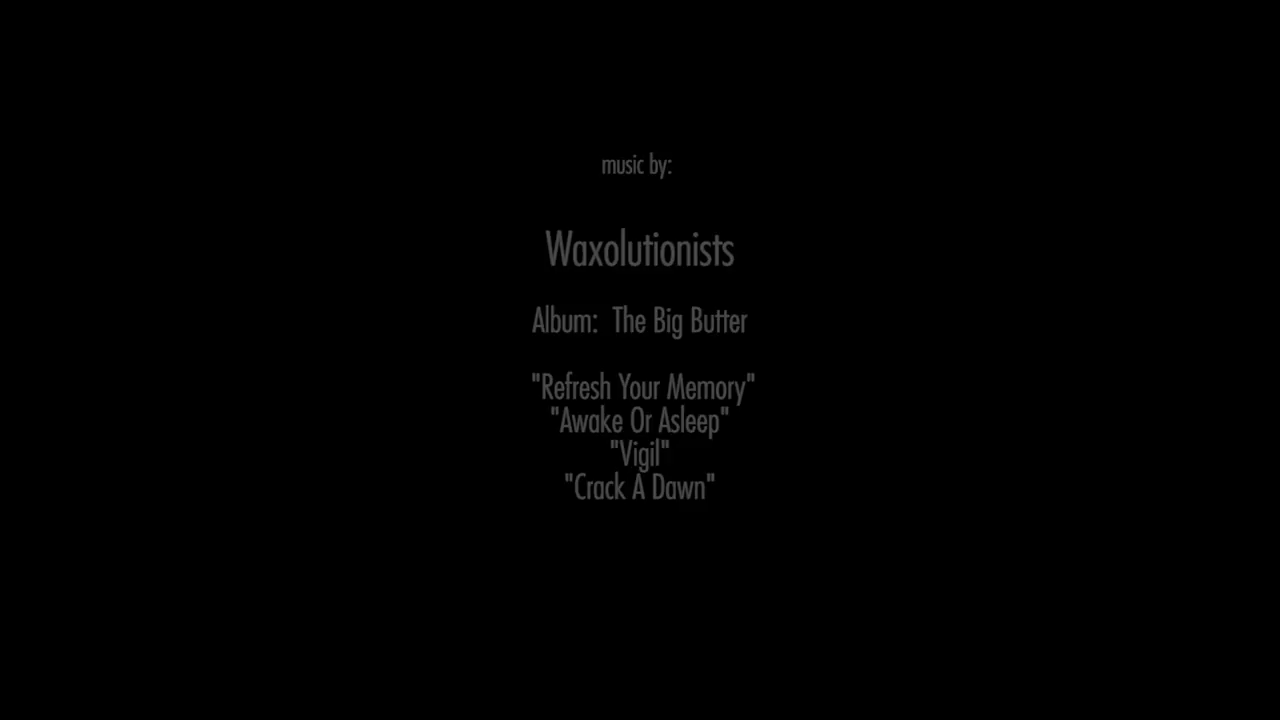 music by:
Waxolutionists
Album: The Big Butter
"Refresh Your Memory"
"Awake Or Asleep"
"Vigil"
"Crack A Dawn"